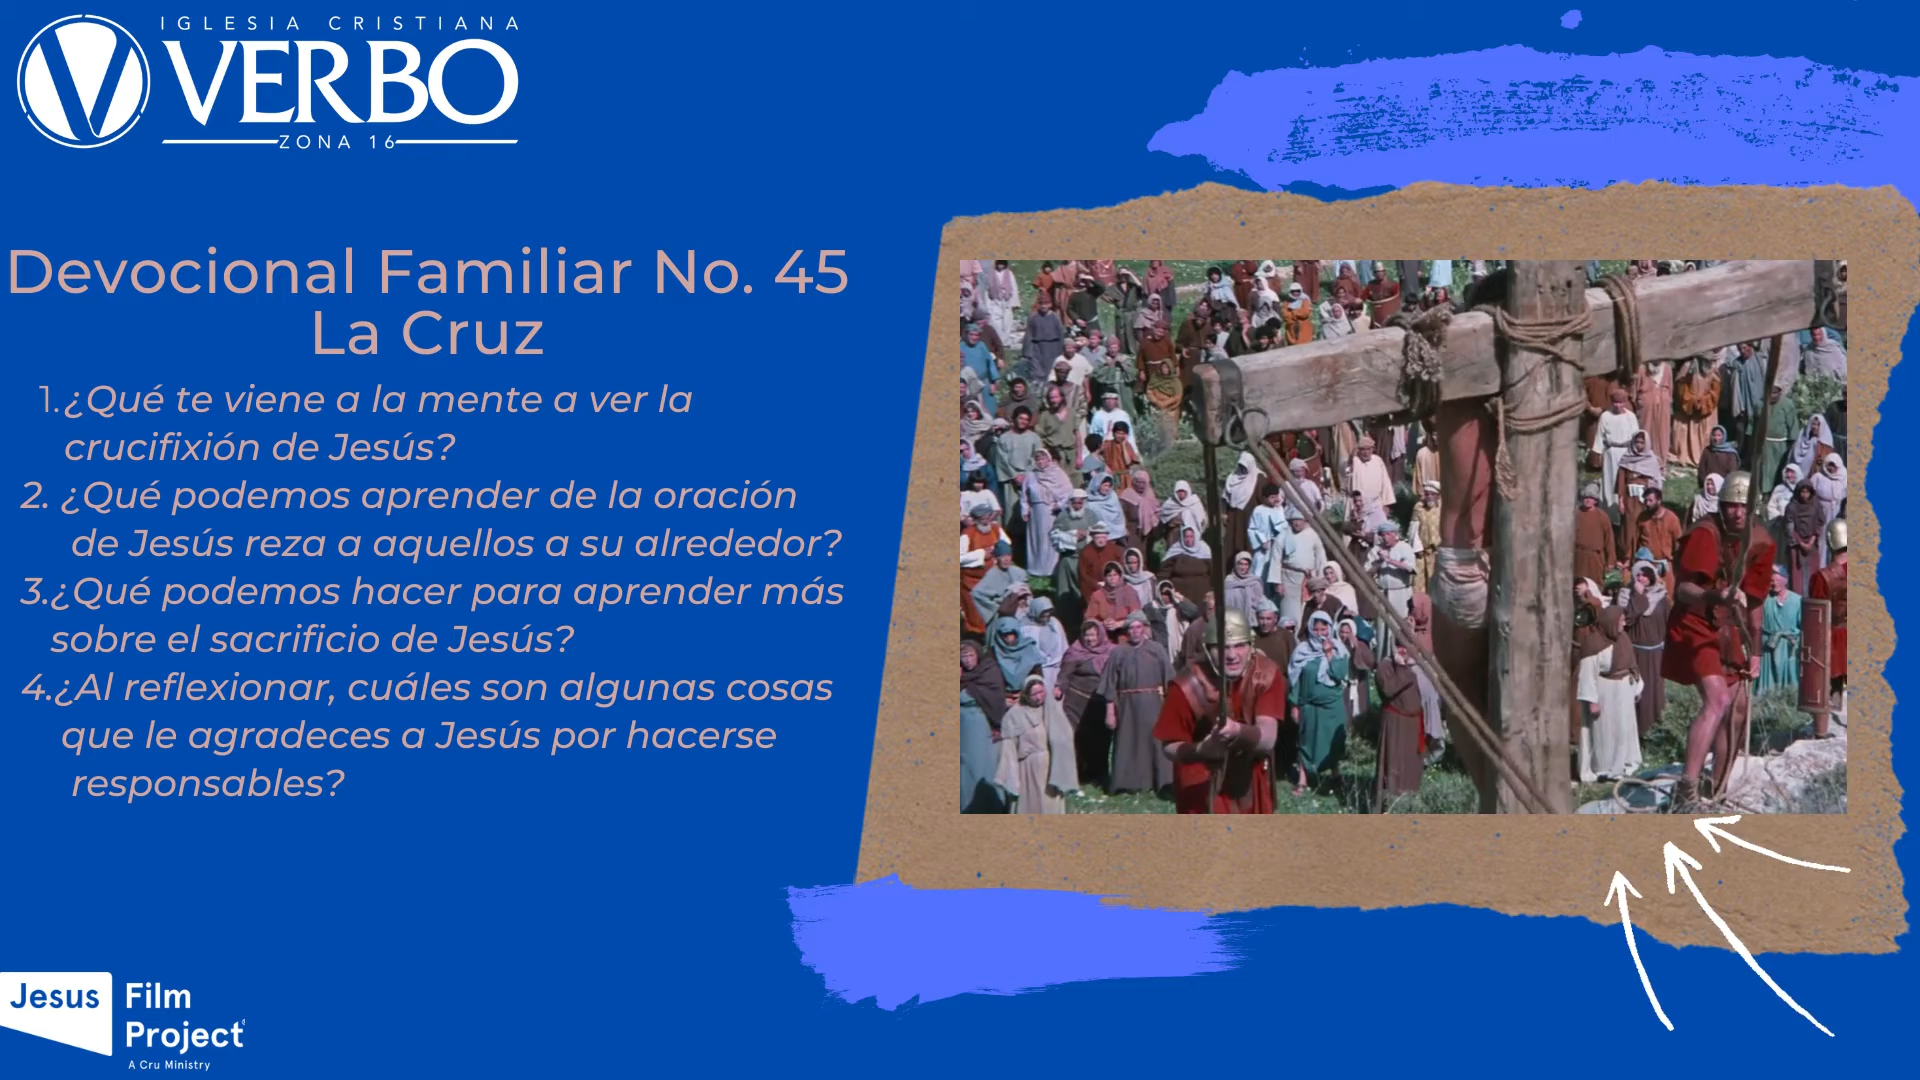 IGLESIA CRISTIANA
VERBO
ZONA 16
Devocional Familiar No. 45
La Cruz
1.¿Qué te viene a la mente a ver la
crucifixión de Jesús?
2. ¿Qué podemos aprender de la oración
de Jesús reza a aquellos a su alrededor?
3.¿Qué podemos hacer para aprender más
sobre el sacrificio de Jesús?
4.¿Al reflexionar, cuáles son algunas cosas
que le agradeces a Jesús por hacerse
responsables?
Jesus Film
Project
A Cru Ministry